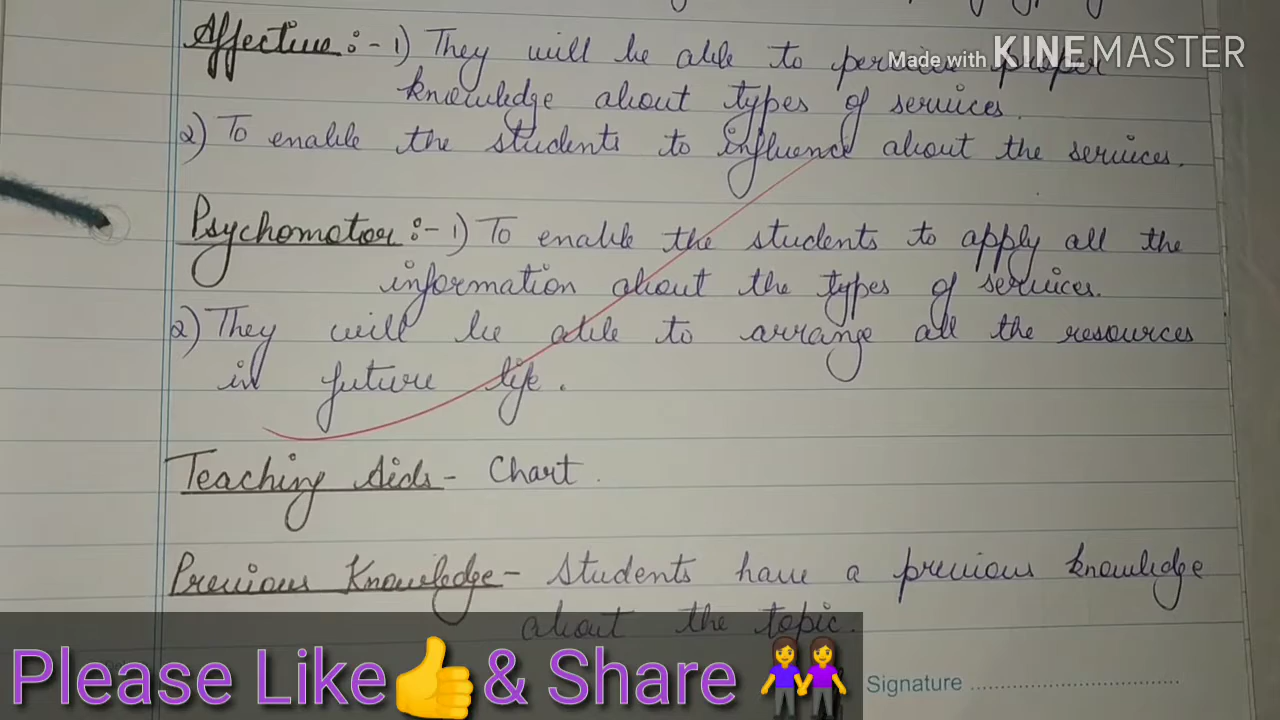 Affective :- 1) They will be able to perceive proper
Made with KINEMASTER
knowledge about types of services.
2) To enable the students to influence about the services.
Psychomotor :- 1) To enable the students to apply all the
information about the types of services.
2) They will be able to arrange all the resources
in future life.
Teaching Aids - Chart.
Previous Knowledge - Students have a previous knowledge
about the topic.
Please Like👍& Share 👭
Signature ....................................